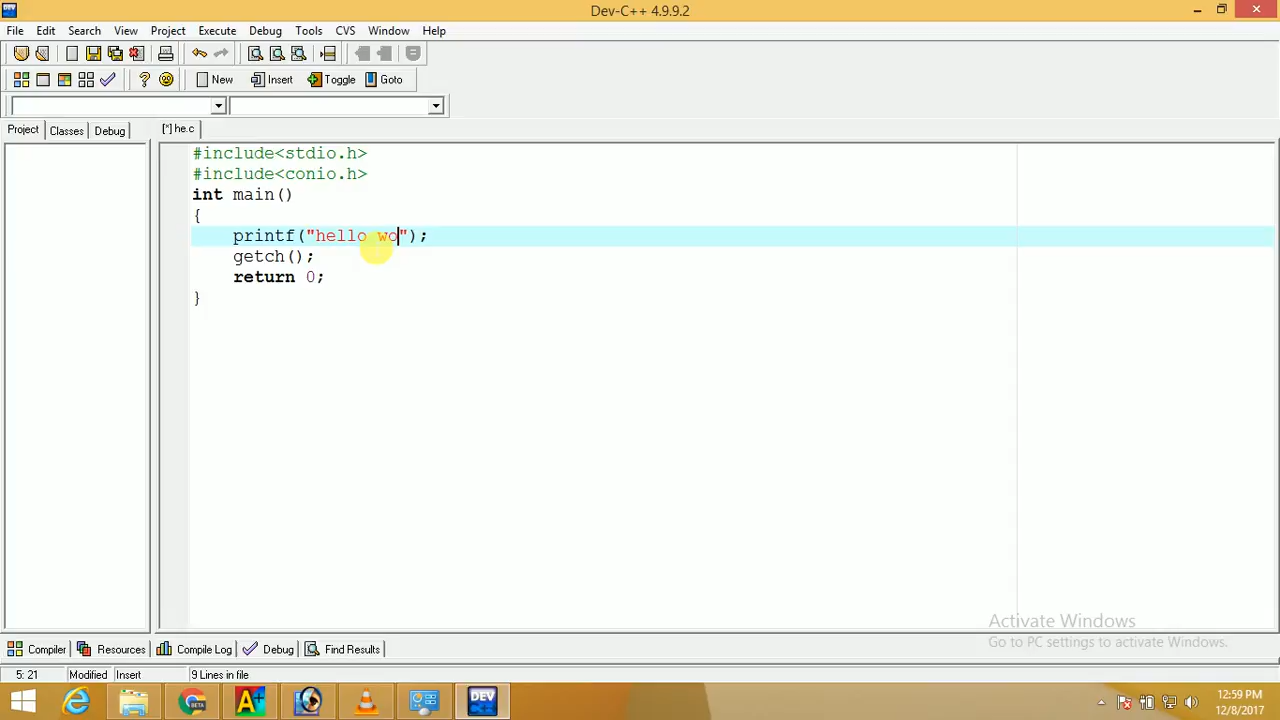 Dev-C++ 4.9.9.2
File Edit Search View Project Execute Debug Tools CVS Window Help
New Insert Toggle Goto
Project Classes Debug
[*] he.c
#include<stdio.h>
#include<conio.h>
int main()
{
printf("hello wo");
getch();
return 0;
}
Activate Windows
Go to PC settings to activate Windows.
Compiler Resources Compile Log Debug Find Results
5: 21 Modified Insert 9 Lines in file
BETA
A+
DEV
12:59 PM
12/8/2017